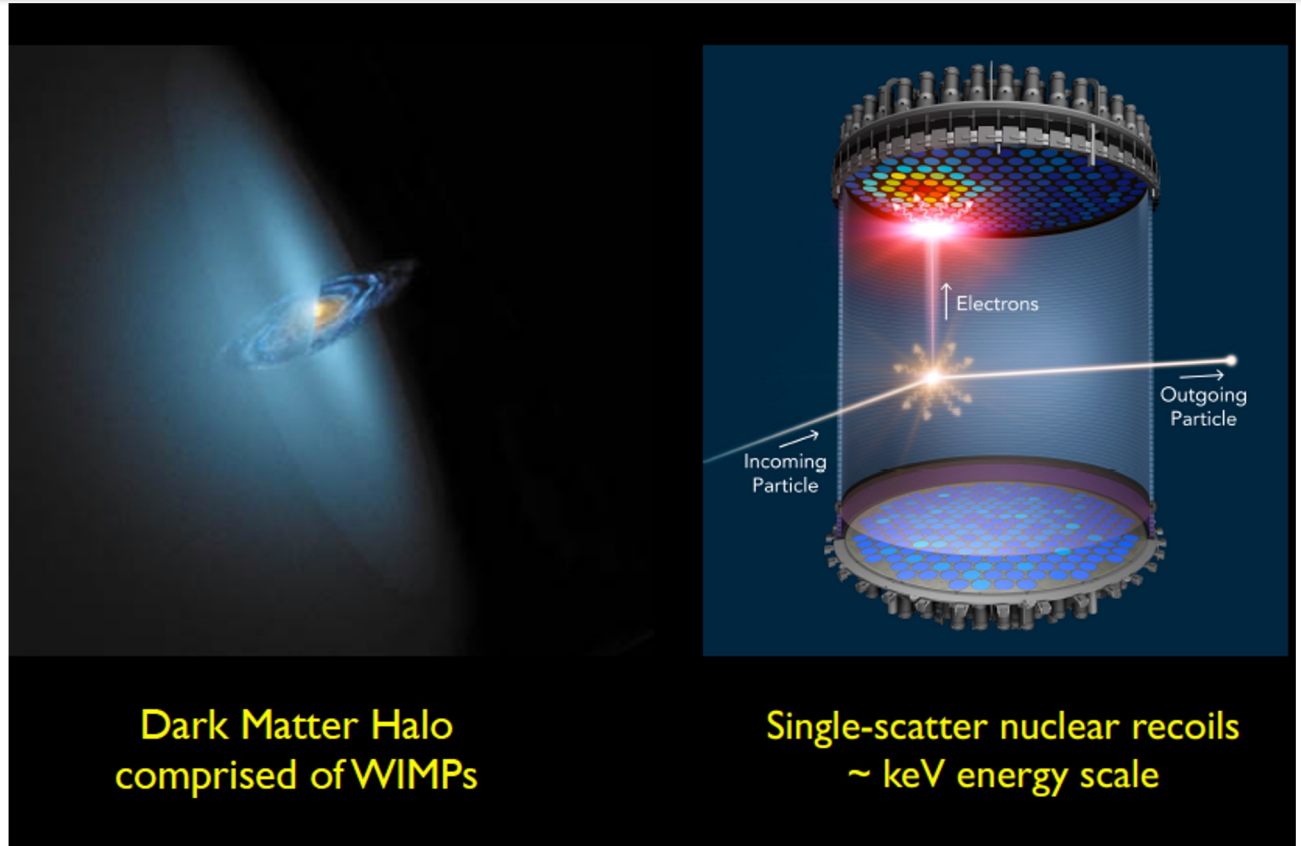 Electrons
Incoming
Particle
Outgoing
Particle
Dark Matter Halo
comprised of WIMPs
Single-scatter nuclear recoils
~ keV energy scale